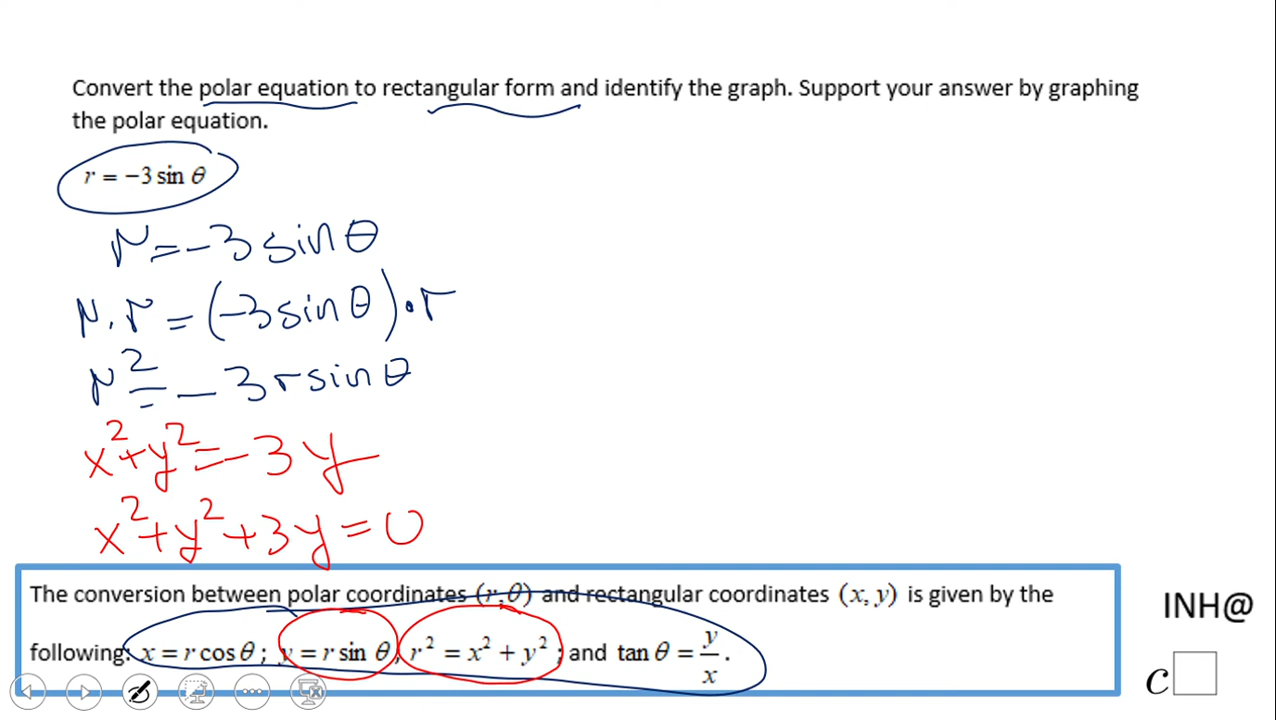 Convert the polar equation to rectangular form and identify the graph. Support your answer by graphing
the polar equation.
r = −3 sin θ
r = −3 sin θ
r . r = (−3 sin θ) • r
r² = − 3 r sin θ
x² + y² = −3 y
x² + y² + 3y = 0
The conversion between polar coordinates (r, θ) and rectangular coordinates (x, y) is given by the
following: x = r cos θ ; y = r sin θ, r² = x² + y² ; and tan θ = y/x .
INH@
c